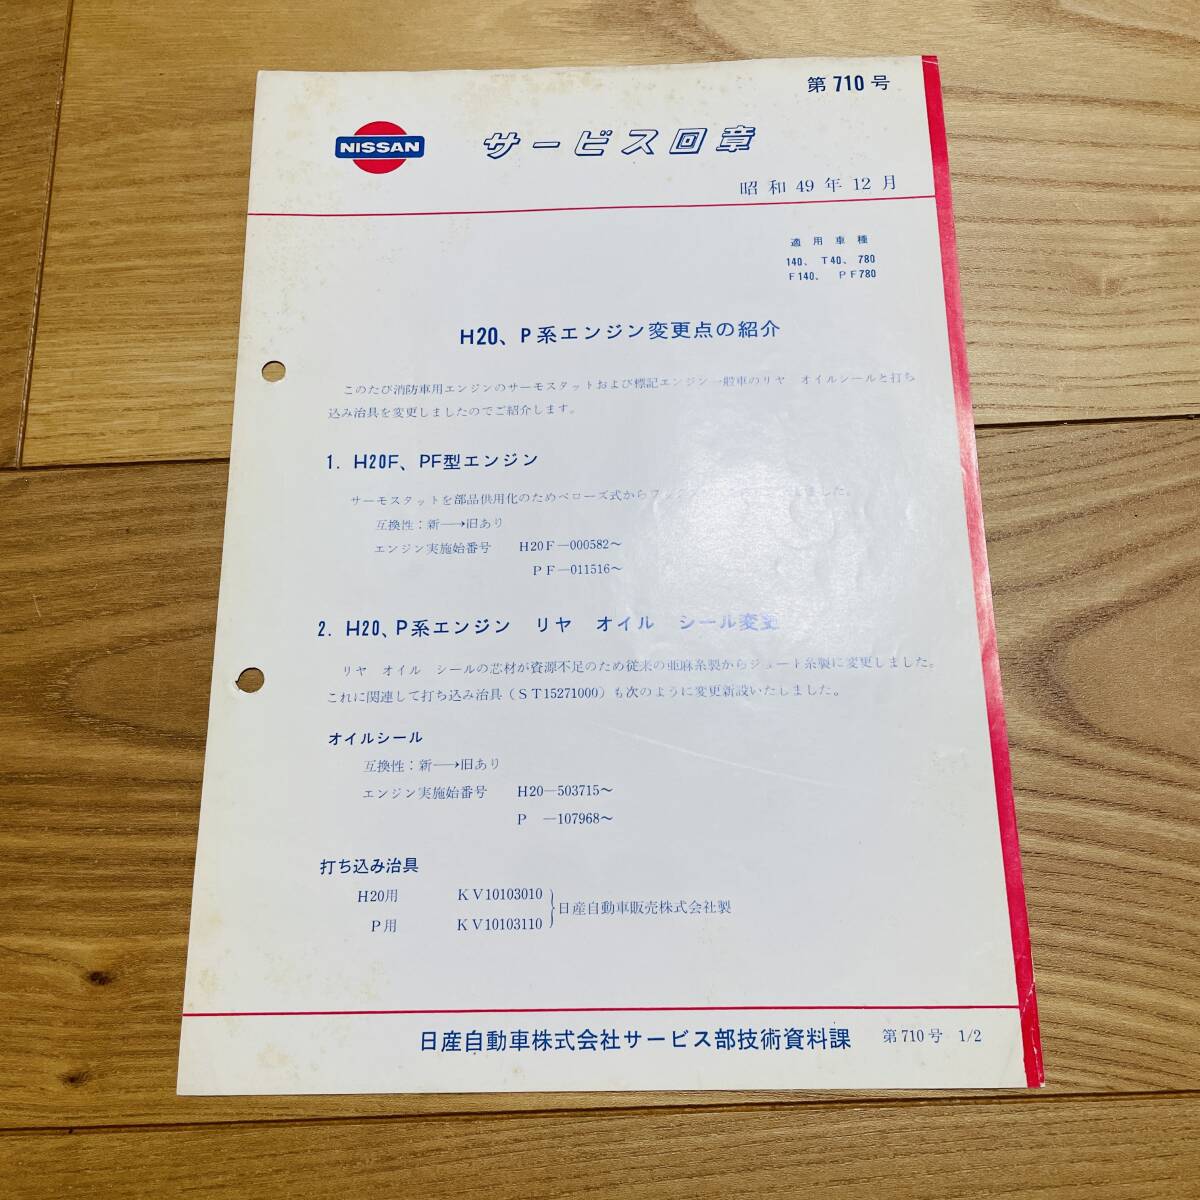 第710号
NISSAN
サービス回章
昭和49年12月
適用車種
140、T40、780
F140、PF780
H20、P系エンジン変更点の紹介
このたび消防車用エンジンのサーモスタットおよび標記エンジン一般車のリヤ オイルシールと打ち
込み治具を変更しましたのでご紹介します。
1. H20F、PF型エンジン
サーモスタットを部品供用化のためベローズ式から
ました。
互換性：新─→旧あり
エンジン実施始番号 H20F―000582〜
PF―011516〜
2. H20、P系エンジン リヤ オイル シール変更
リヤ オイル シールの芯材が資源不足のため従来の亜麻糸製からジュート糸製に変更しました。
これに関連して打ち込み治具（ST15271000）も次のように変更新設いたしました。
オイルシール
互換性：新─→旧あり
エンジン実施始番号 H20―503715〜
P ―107968〜
打ち込み治具
H20用 KV10103010
P用 KV10103110
日産自動車販売株式会社製
日産自動車株式会社サービス部技術資料課 第710号 1/2